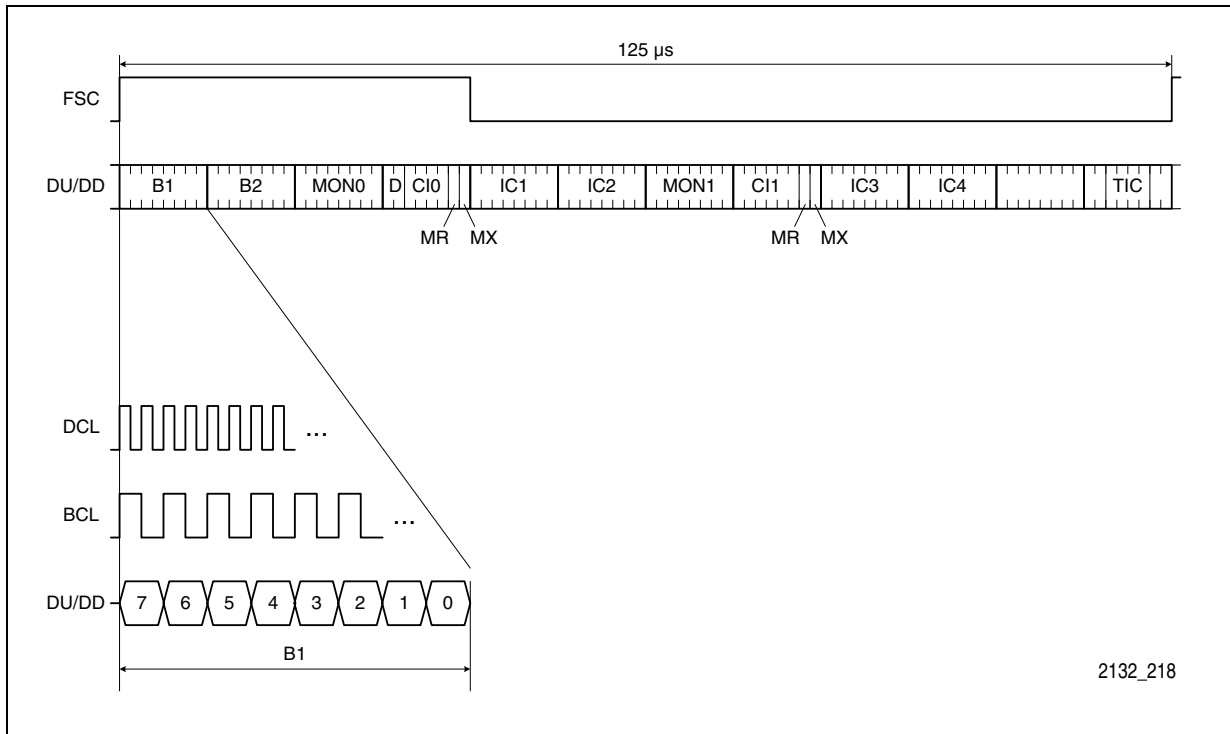 125 µs
FSC
DU/DD B1 B2 MON0 D CI0 IC1 IC2 MON1 CI1 IC3 IC4 TIC
MR MX MR MX
DCL ...
BCL ...
DU/DD 7 6 5 4 3 2 1 0
B1
2132_218